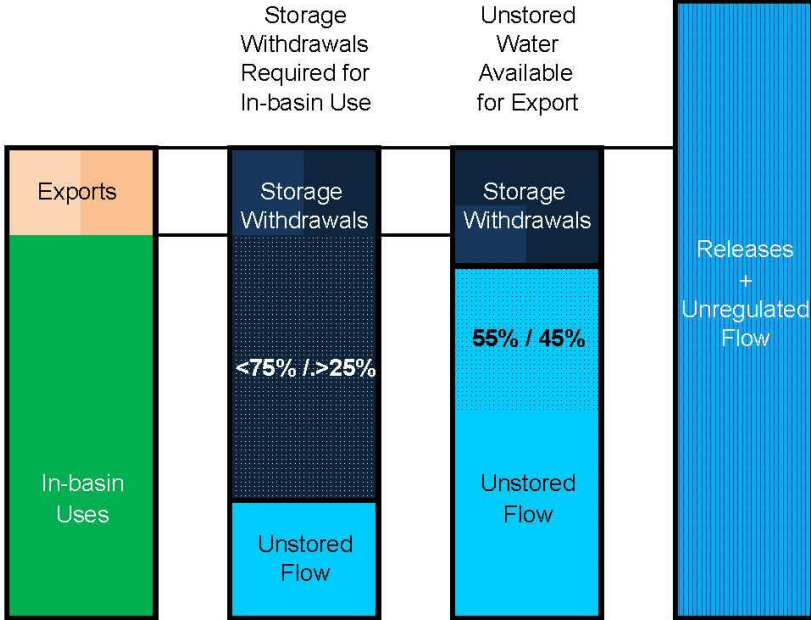 Storage
Withdrawals
Required for
In-basin Use
Unstored
Water
Available
for Export
Exports
In-basin
Uses
Storage
Withdrawals
<75% /.>25%
Unstored
Flow
Storage
Withdrawals
55% / 45%
Unstored
Flow
Releases
+
Unregulated
Flow